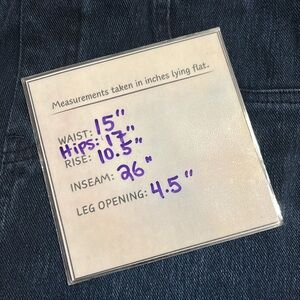 Measurements taken in inches lying flat.
WAIST: 15"
Hips: 17"
RISE: 10.5"
INSEAM: 26"
LEG OPENING: 4.5"